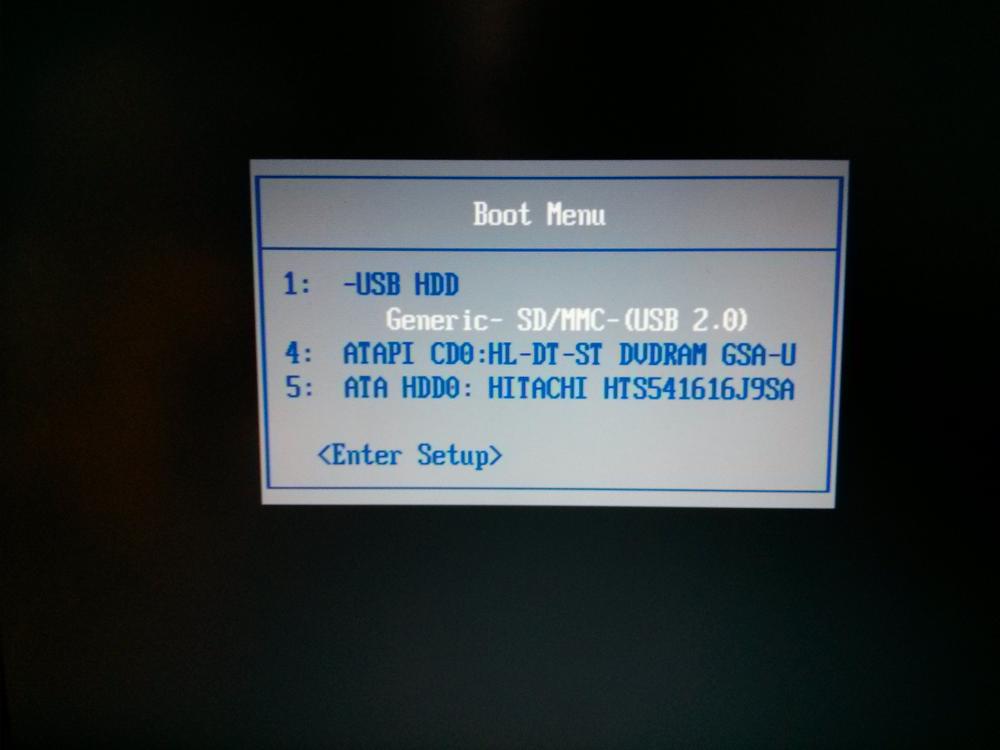 Boot Menu
1: -USB HDD
Generic- SD/MMC-(USB 2.0)
4: ATAPI CD0:HL-DT-ST DVDRAM GSA-U
5: ATA HDD0: HITACHI HTS541616J9SA
<Enter Setup>